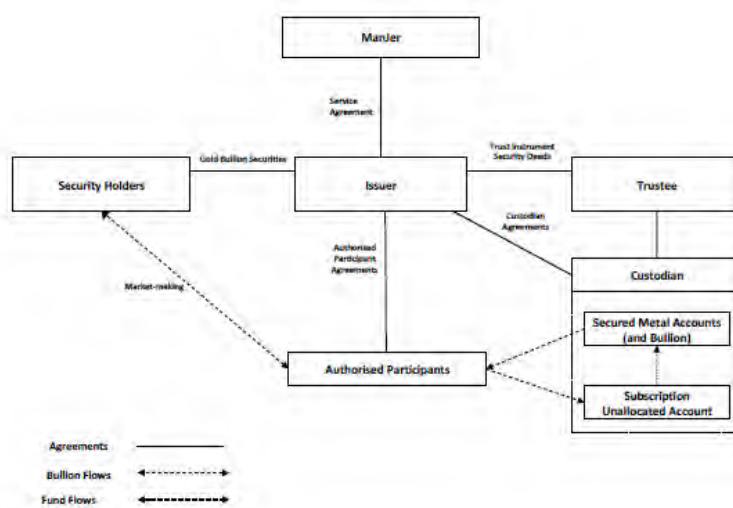 ManJer
Service
Agreement
Gold Bullion Securities
Trust Instrument
Security Deeds
Security Holders
Issuer
Trustee
Custodian
Agreements
Authorised
Participant
Agreements
Custodian
Market-making
Secured Metal Accounts
(and Bullion)
Authorised Participants
Subscription
Unallocated Account
Agreements
Bullion Flows
Fund Flows